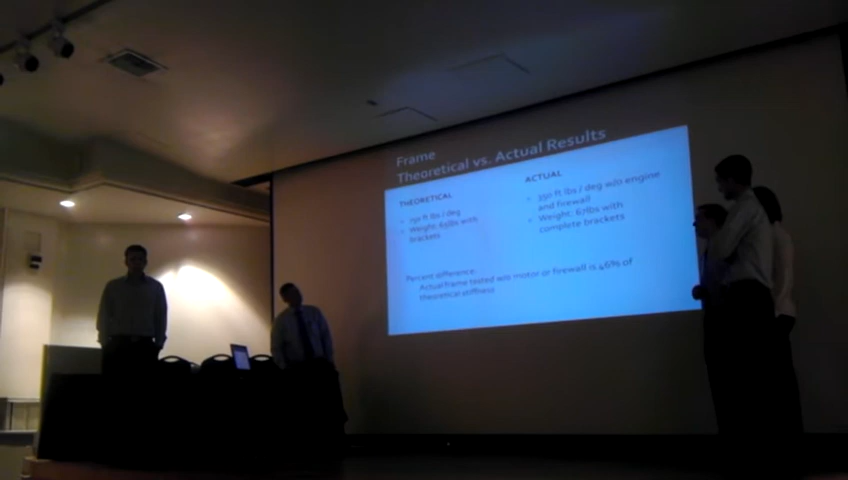 Frame
Theoretical vs. Actual Results
THEORETICAL
750 ft lbs / deg
Weight: lbs with
brackets
ACTUAL
350 ft lbs / deg w/o engine
and firewall
Weight: 67lbs with
complete brackets
Percent difference:
Actual frame tested w/o motor or firewall is 46% of
theoretical stiffness